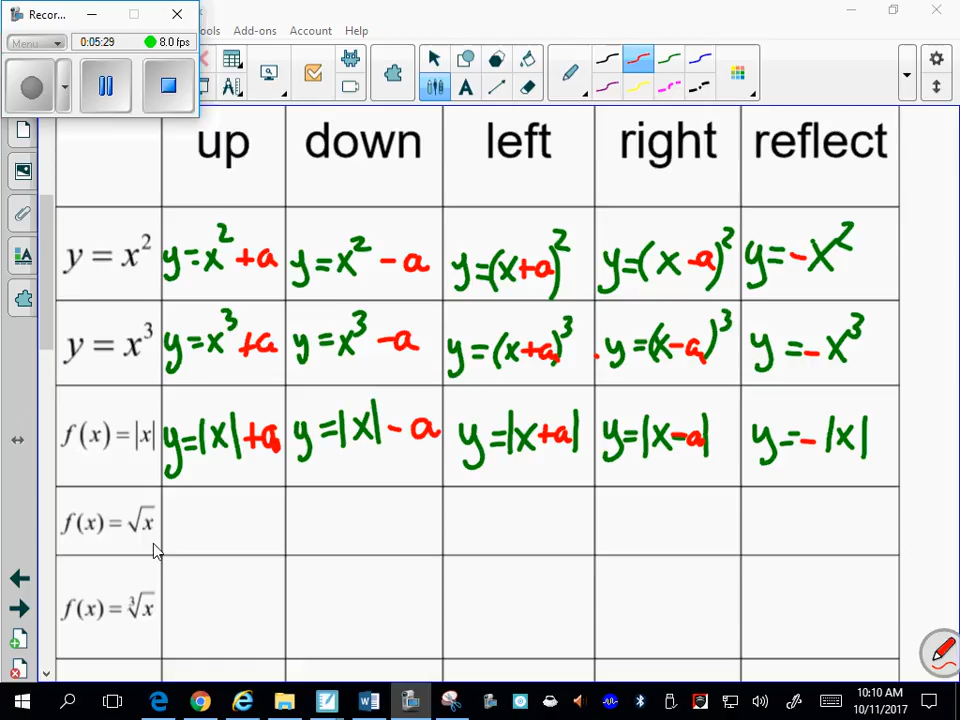 Recor...
Menu
0:05:29
8.0 fps
ools Add-ons Account Help
up down left right reflect
y = x² y=x²+a y=x²-a y=(x+a)² y=(x-a)² y=-x²
y = x³ y=x³+a y=x³-a y=(x+a)³ y=(x-a)³ y=-x³
f(x) = |x| y=|x|+a y=|x|-a y=|x+a| y=|x-a| y=-|x|
f(x) = √x
f(x) = ∛x
10:10 AM
10/11/2017